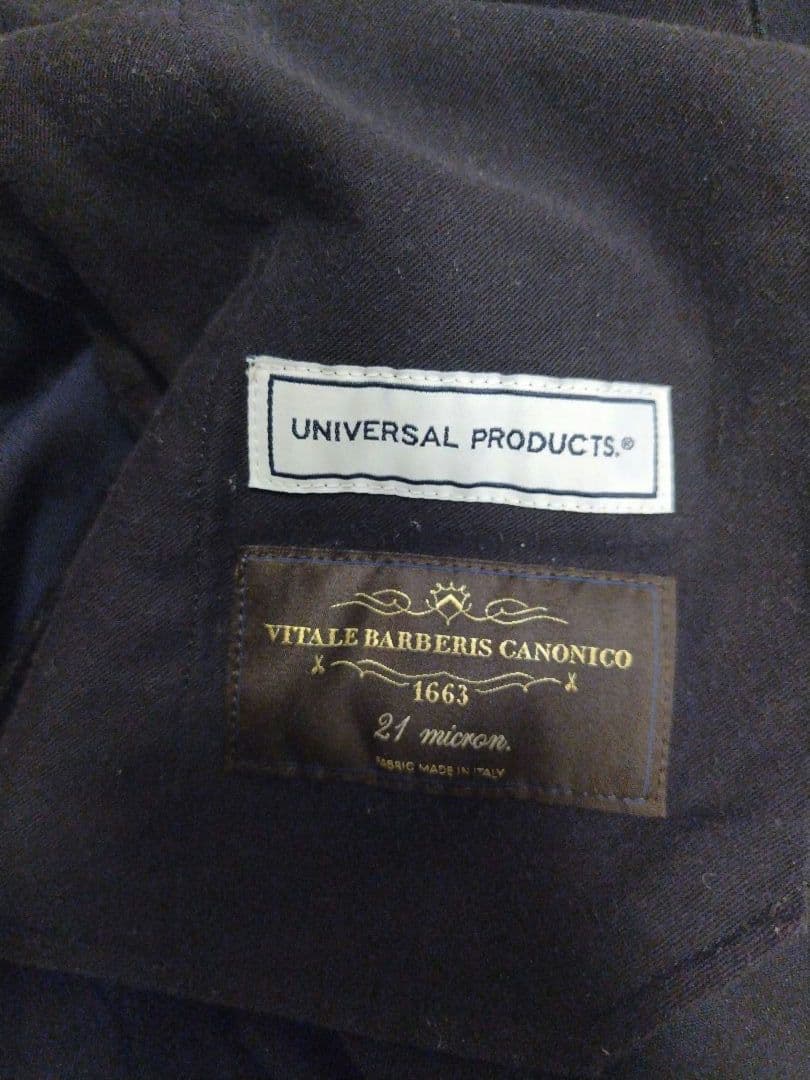 UNIVERSAL PRODUCTS.®
VITALE BARBERIS CANONICO
1663
21 micron.
FABRIC MADE IN ITALY